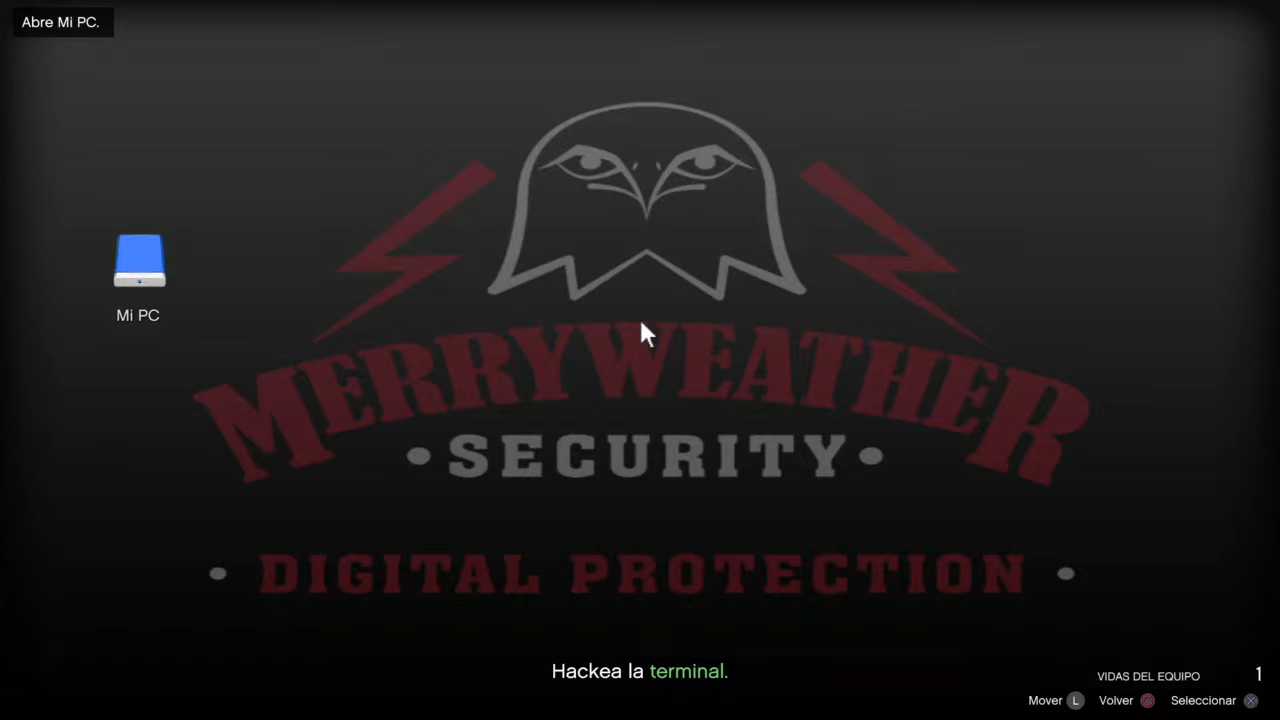 Abre Mi PC.
Mi PC
MERRYWEATHER
SECURITY
DIGITAL PROTECTION
Hackea la terminal.
VIDAS DEL EQUIPO 1
Mover L Volver Seleccionar